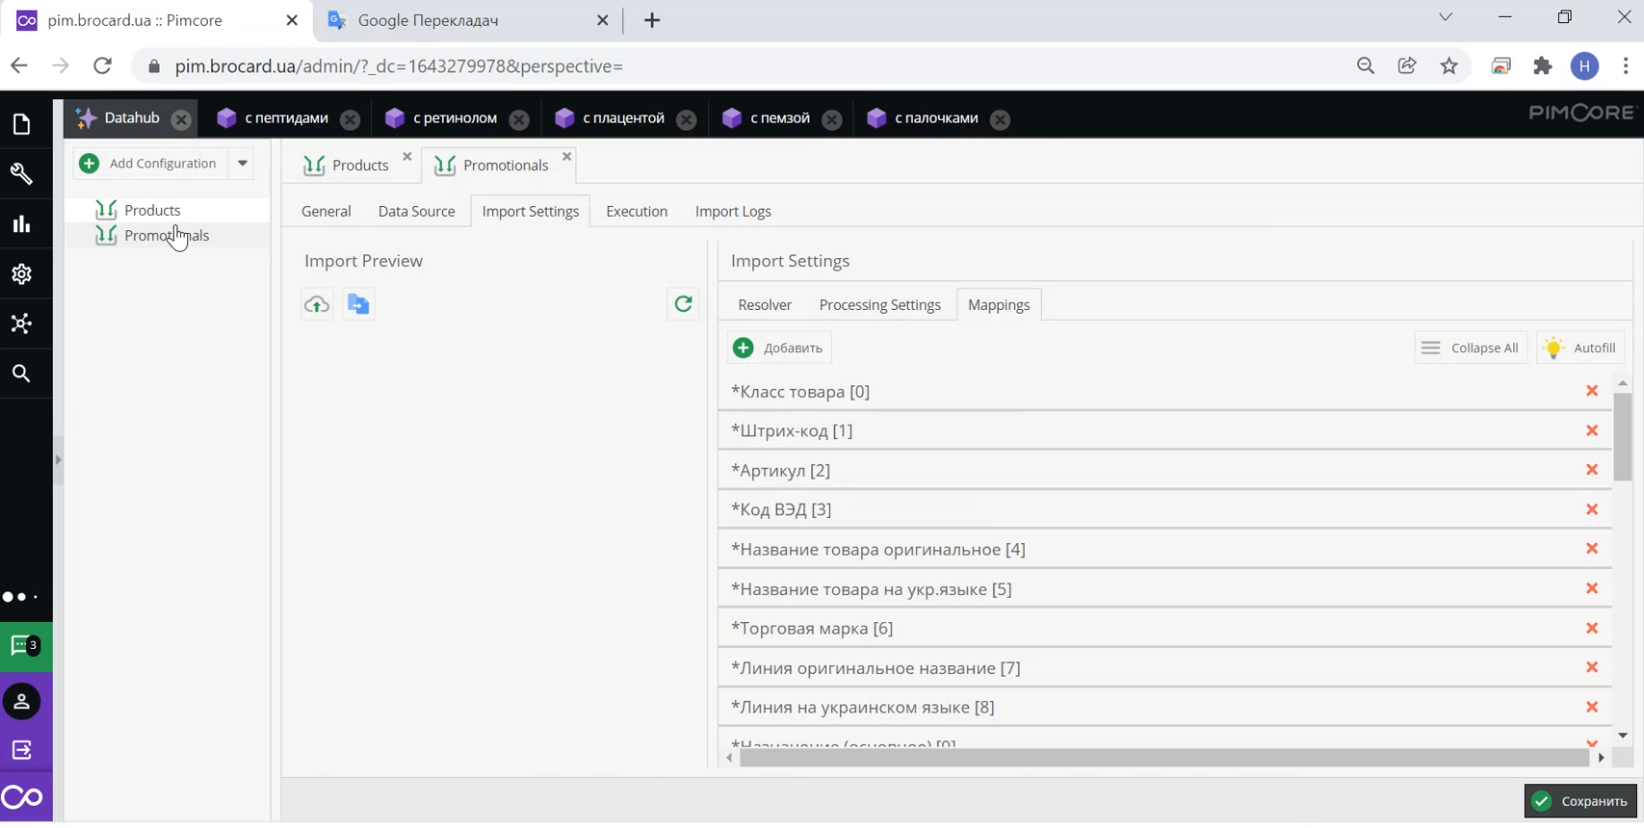 pim.brocard.ua :: Pimcore
Google Перекладач
pim.brocard.ua/admin/?_dc=1643279978&perspective=
H
Datahub
с пептидами
с ретинолом
с плацентой
с пемзой
с палочками
PIMCORE
Add Configuration
Products
Promotionals
Products
Promotionals
General
Data Source
Import Settings
Execution
Import Logs
Import Preview
Import Settings
Resolver
Processing Settings
Mappings
Добавить
Collapse All
Autofill
*Класс товара [0]
*Штрих-код [1]
*Артикул [2]
*Код ВЭД [3]
*Название товара оригинальное [4]
*Название товара на укр.языке [5]
*Торговая марка [6]
*Линия оригинальное название [7]
*Линия на украинском языке [8]
*Назначение (основное) [9]
3
Сохранить